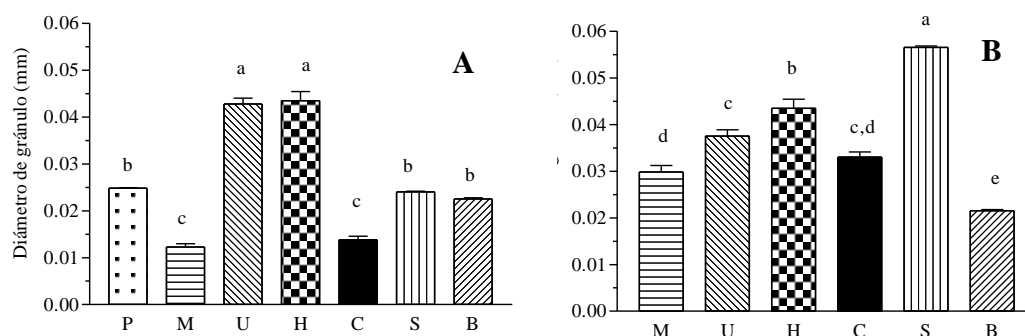 0.06
0.05
0.04
0.03
0.02
0.01
0.00
Diámetro de gránulo (mm)
A
b
c
a
a
c
b
b
P M U H C S B
0.06
0.05
0.04
0.03
0.02
0.01
0.00
B
d
c
b
c,d
a
e
M U H C S B